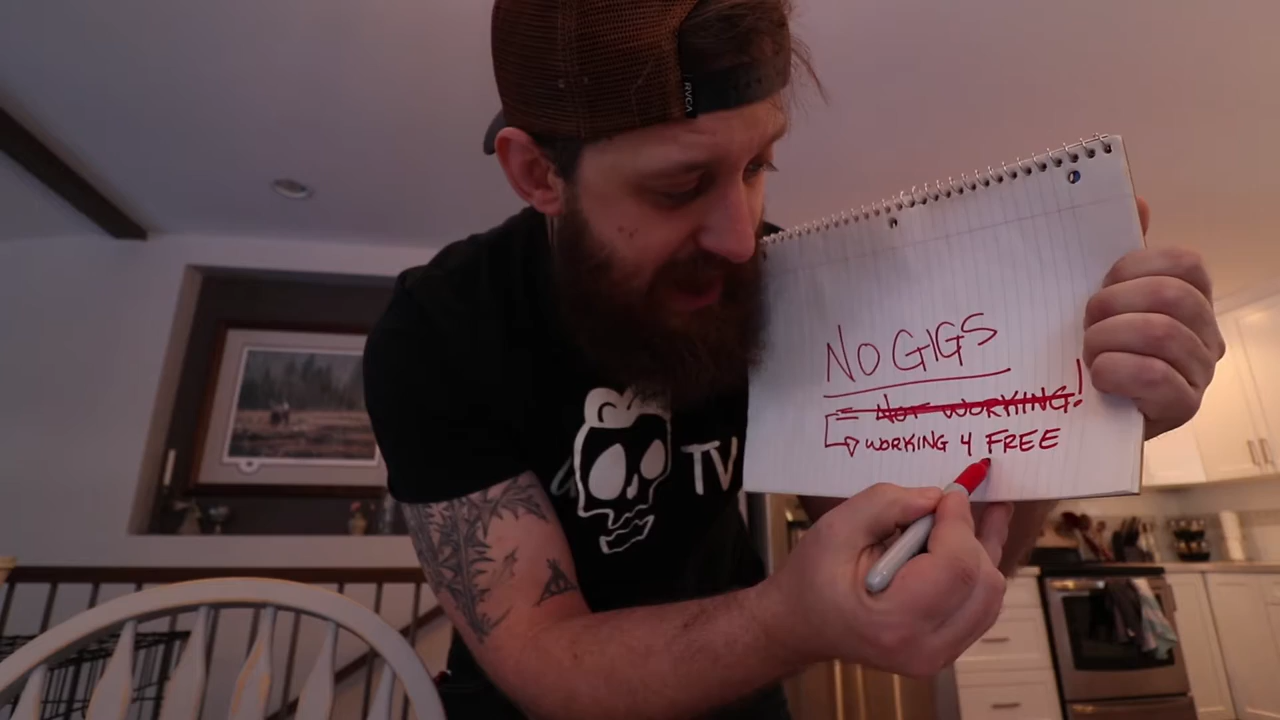 RVCA
TV
NO GIGS
= NOT WORKING!
WORKING 4 FREE